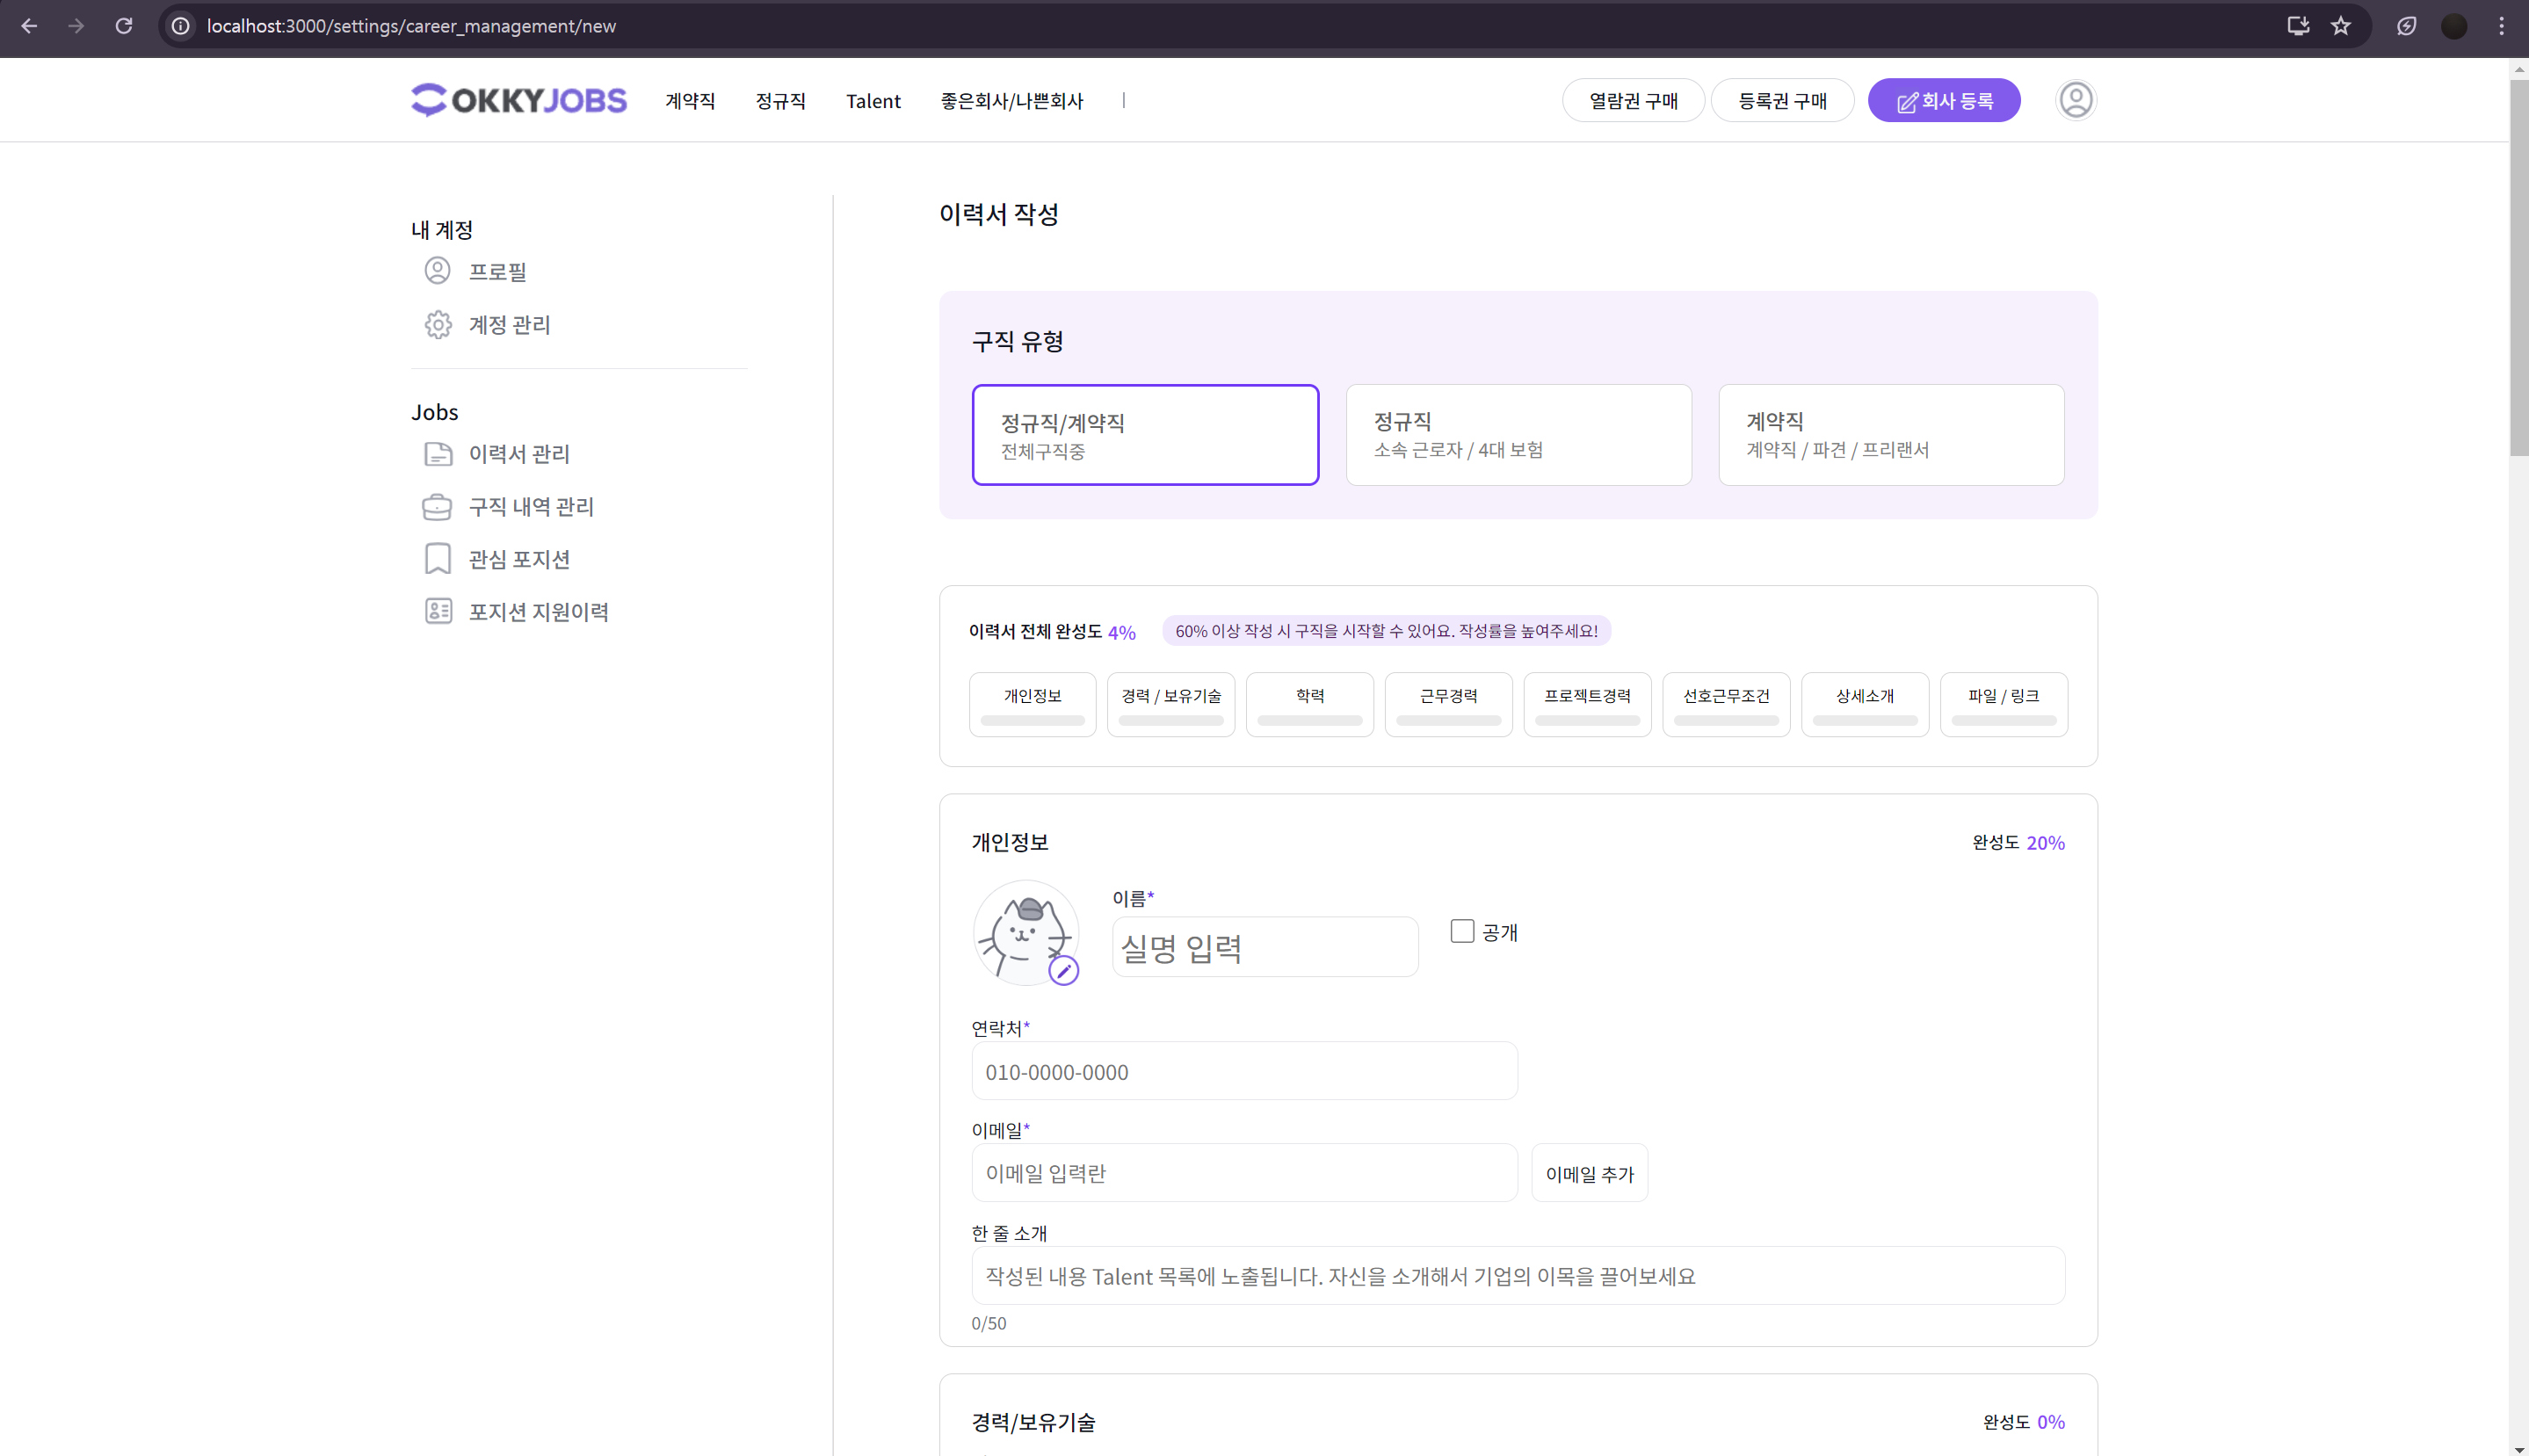 localhost:3000/settings/career_management/new
OKKYJOBS 계약직 정규직 Talent 좋은회사/나쁜회사 | 열람권 구매 등록권 구매 회사 등록
내 계정
프로필
계정 관리
Jobs
이력서 관리
구직 내역 관리
관심 포지션
포지션 지원이력
이력서 작성
구직 유형
정규직/계약직
전체구직중
정규직
소속 근로자 / 4대 보험
계약직
계약직 / 파견 / 프리랜서
이력서 전체 완성도 4% 60% 이상 작성 시 구직을 시작할 수 있어요. 작성률을 높여주세요!
개인정보 경력 / 보유기술 학력 근무경력 프로젝트경력 선호근무조건 상세소개 파일 / 링크
개인정보 완성도 20%
이름*
실명 입력 공개
연락처*
010-0000-0000
이메일*
이메일 입력란 이메일 추가
한 줄 소개
작성된 내용 Talent 목록에 노출됩니다. 자신을 소개해서 기업의 이목을 끌어보세요
0/50
경력/보유기술 완성도 0%